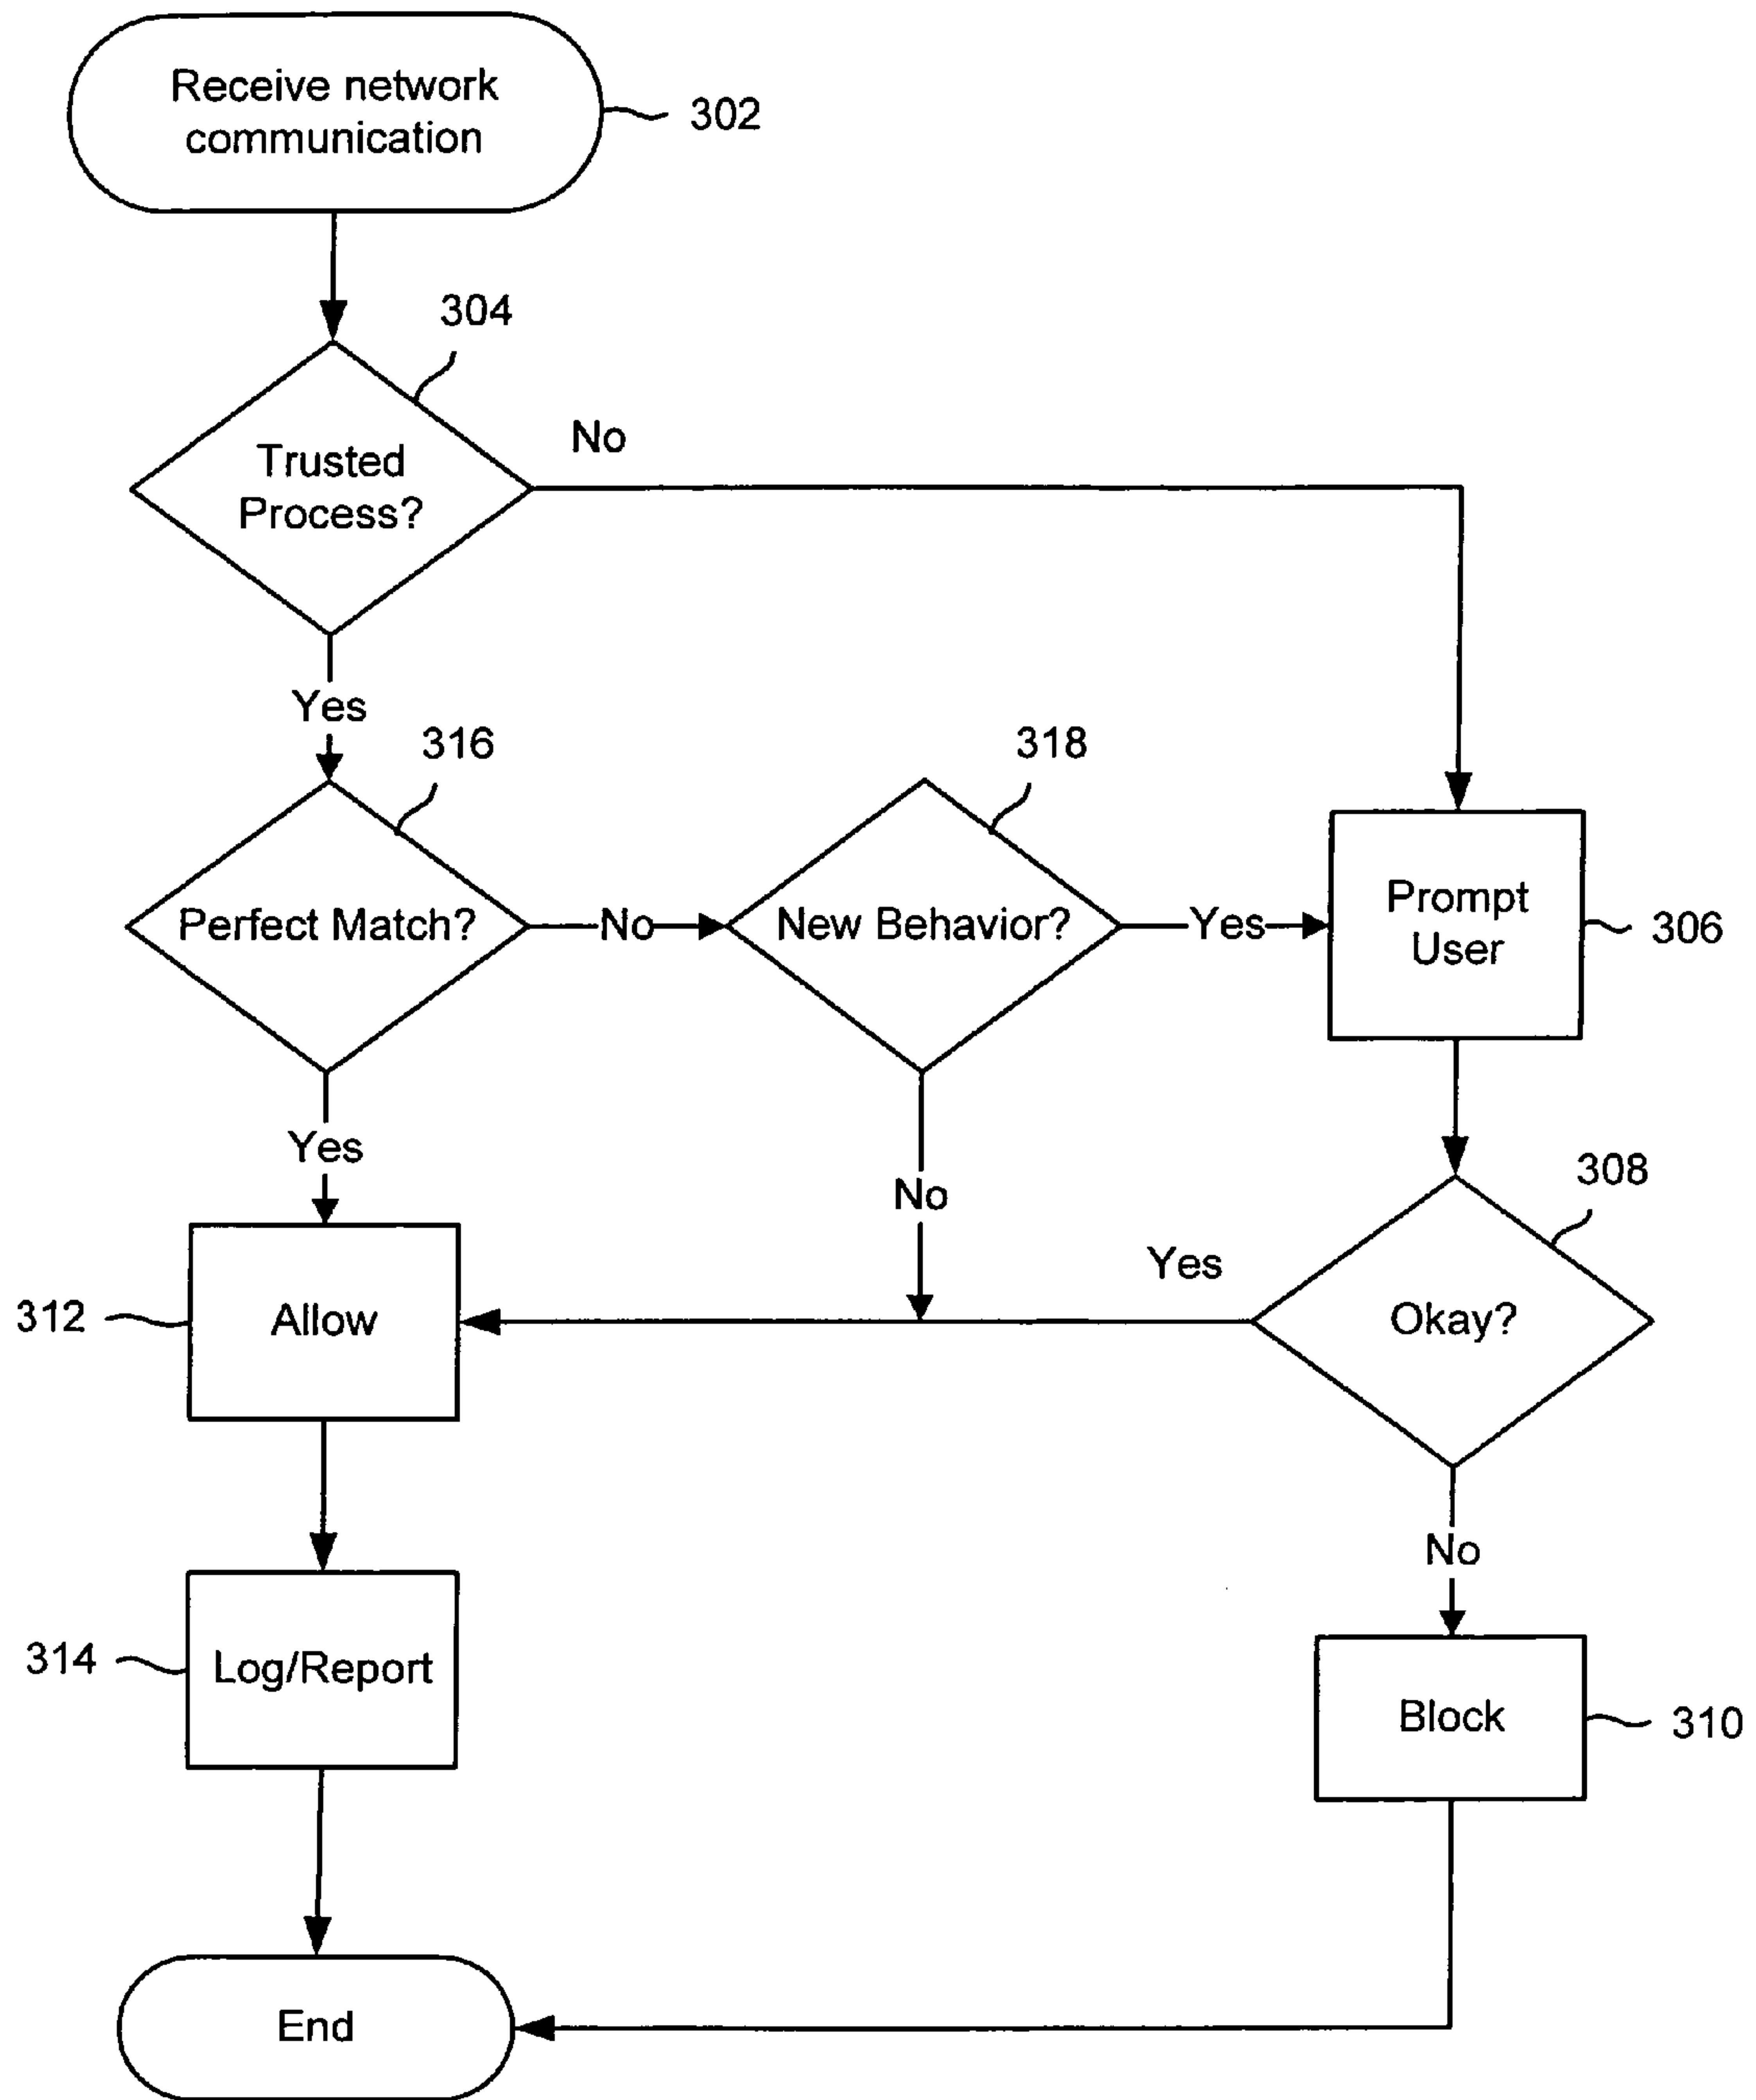 Receive network
communication
302
304
Trusted
Process?
No
Yes
316
318
Perfect Match?
No
New Behavior?
Yes
Prompt
User
306
Yes
No
308
Yes
312
Allow
Okay?
No
314
Log/Report
Block
310
End